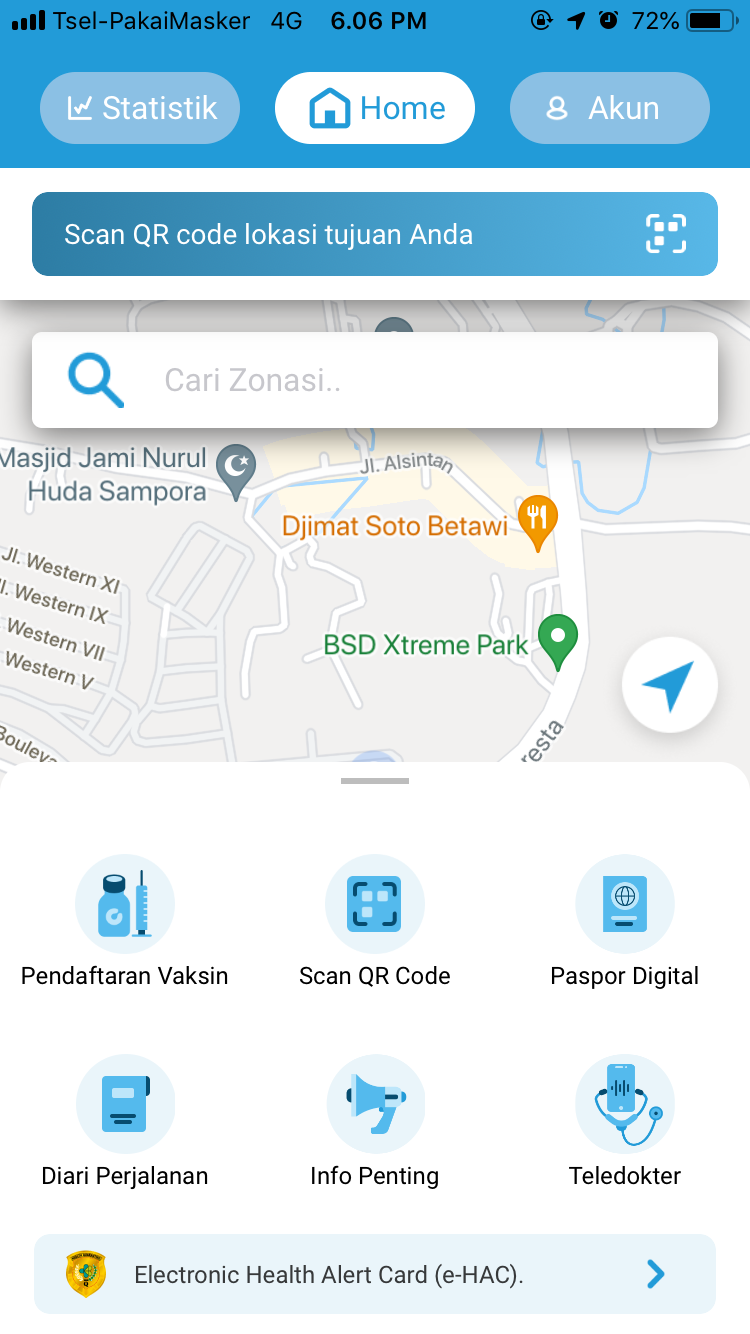 Tsel-PakaiMasker 4G 6.06 PM 72%
Statistik Home Akun
Scan QR code lokasi tujuan Anda
Cari Zonasi..
Masjid Jami Nurul
Huda Sampora
Jl. Alsintan
Djimat Soto Betawi
Jl. Western XI
Jl. Western IX
Western VII
Western V
BSD Xtreme Park
Pendaftaran Vaksin Scan QR Code Paspor Digital
Diari Perjalanan Info Penting Teledokter
Electronic Health Alert Card (e-HAC).